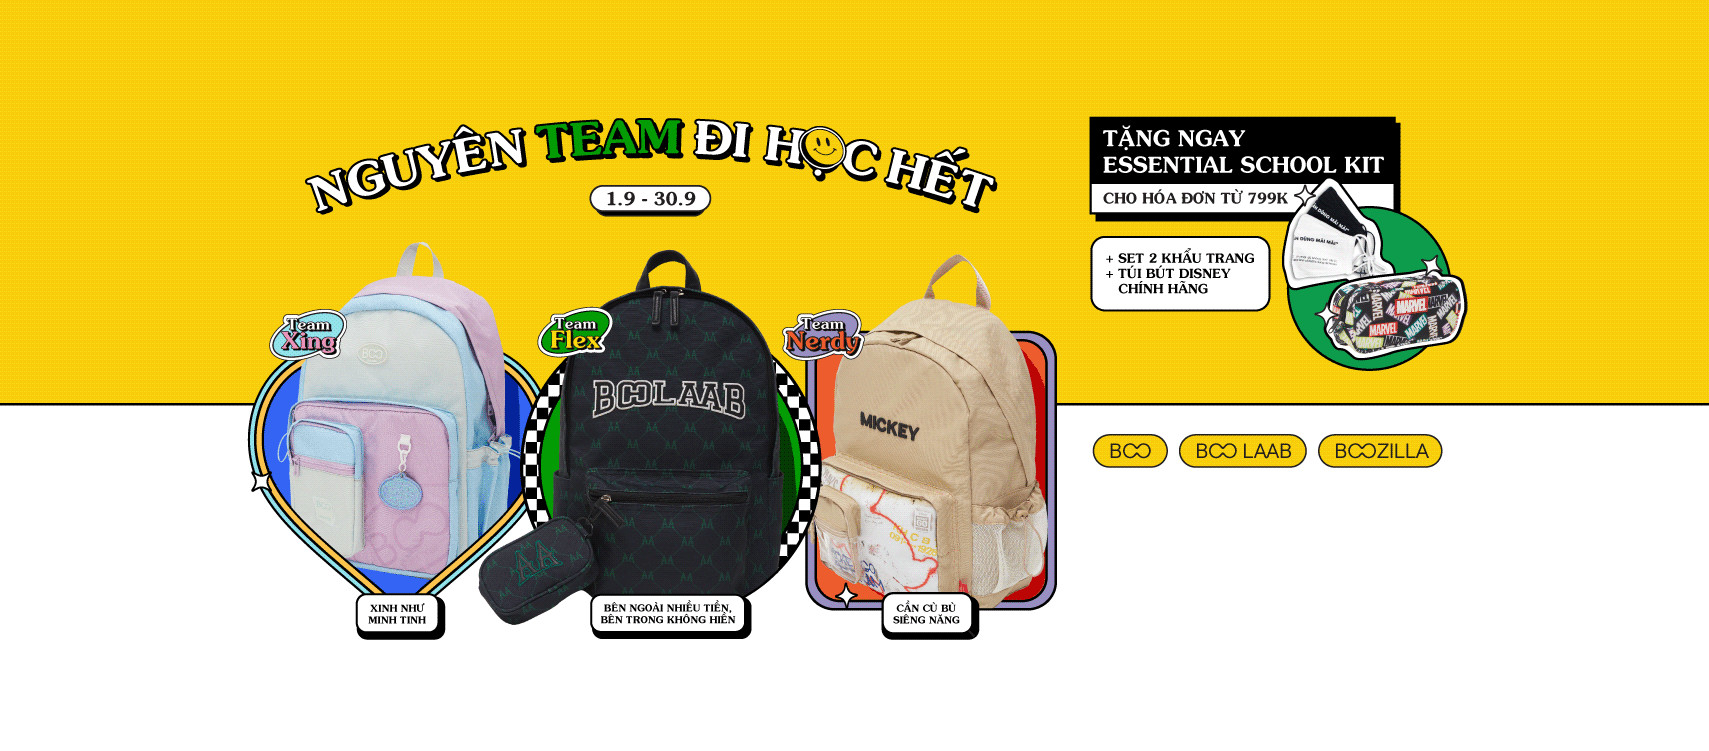 NGUYÊN TEAM ĐI HỌC HẾT
1.9 - 30.9
TẶNG NGAY
ESSENTIAL SCHOOL KIT
CHO HÓA ĐƠN TỪ 799K
+ SET 2 KHẨU TRANG
+ TÚI BÚT DISNEY
CHÍNH HÃNG
Team
Xing
Team
Flex
Team
Nerdy
BOO
BOOLAAB
AA
MICKEY
MARVEL
MARVEL
XINH NHƯ
MINH TINH
BÊN NGOÀI NHIỀU TIỀN,
BÊN TRONG KHÔNG HIỀN
CẦN CÙ BÙ
SIÊNG NĂNG
BOO
BOO LAAB
BOOZILLA